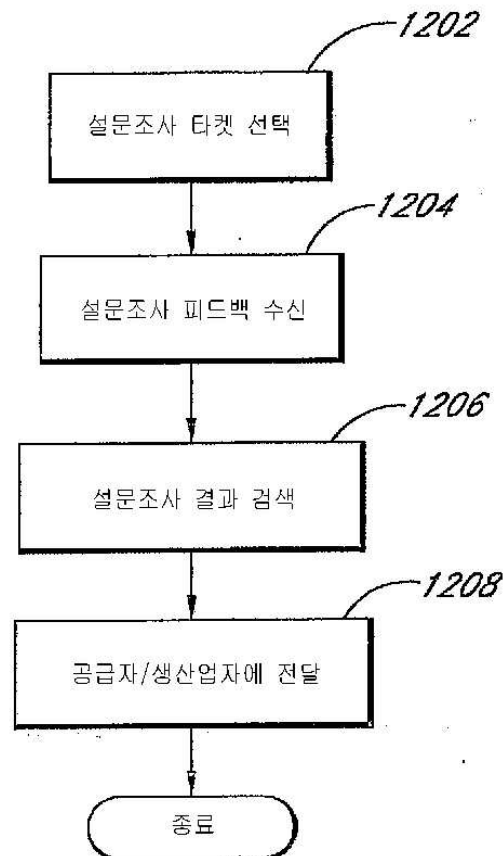 1202
설문조사 타켓 선택
1204
설문조사 피드백 수신
1206
설문조사 결과 검색
1208
공급자/생산업자에 전달
종료